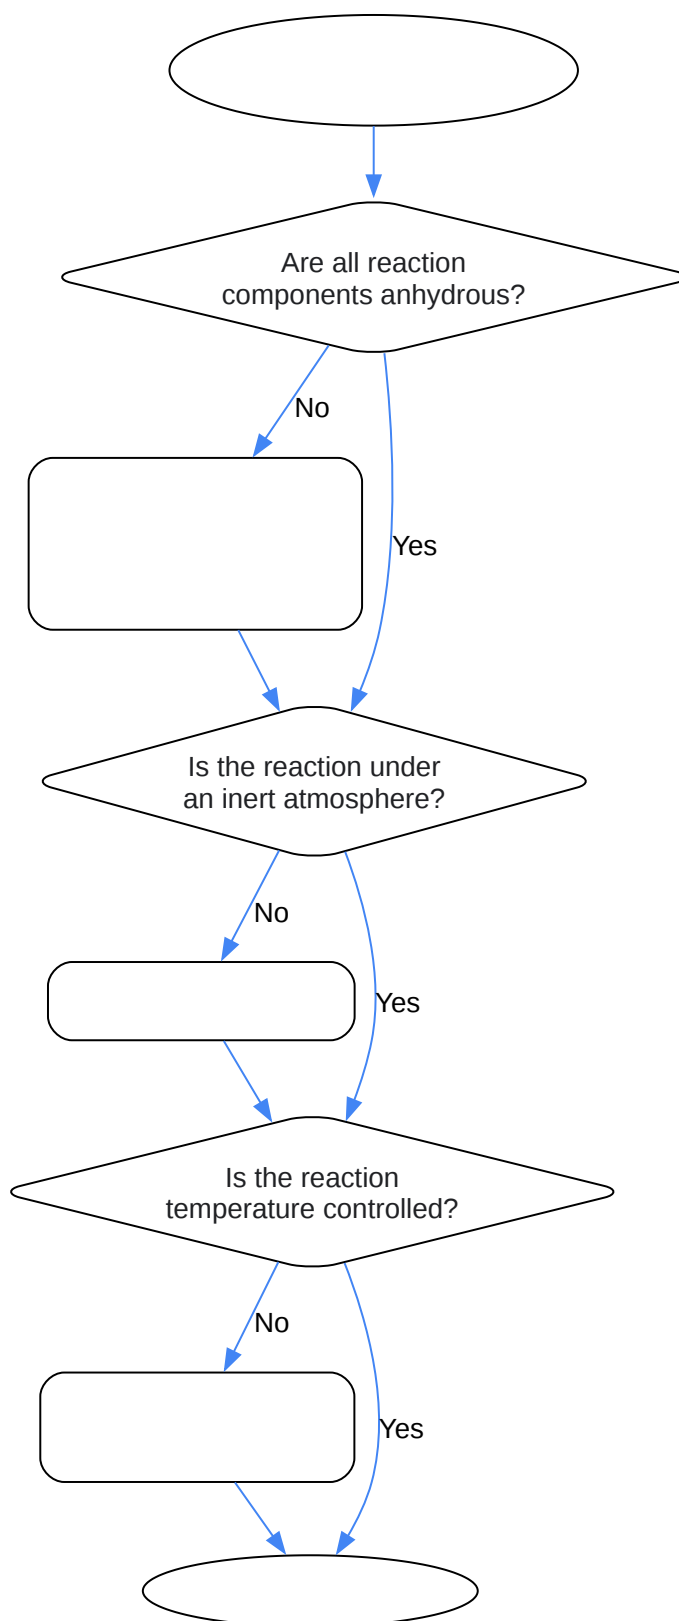 Are all reaction
components anhydrous?
No
Yes
Is the reaction under
an inert atmosphere?
No
Yes
Is the reaction
temperature controlled?
No
Yes